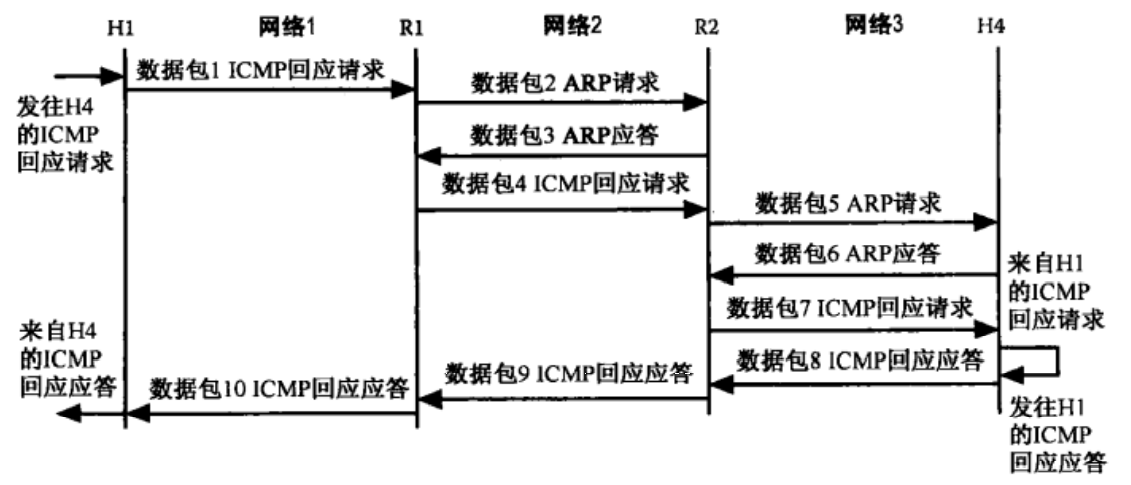 H1 网络1 R1 网络2 R2 网络3 H4
数据包1 ICMP回应请求
数据包2 ARP请求
发往H4
的ICMP
回应请求
数据包3 ARP应答
数据包4 ICMP回应请求
数据包5 ARP请求
数据包6 ARP应答
来自H1
的ICMP
回应请求
数据包7 ICMP回应请求
来自H4
的ICMP
回应应答
数据包8 ICMP回应应答
数据包9 ICMP回应应答
数据包10 ICMP回应应答
发往H1
的ICMP
回应应答